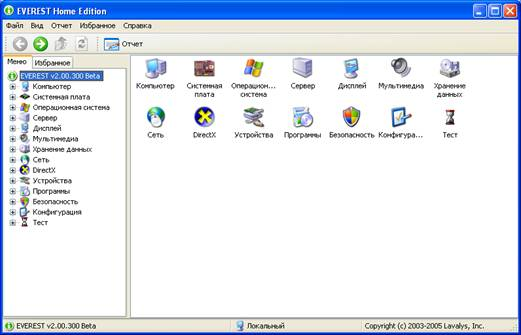 EVEREST Home Edition
Файл Вид Отчет Избранное Справка
Отчет
Меню Избранное
EVEREST v2.00.300 Beta
Компьютер
Системная плата
Операционная система
Сервер
Дисплей
Мультимедиа
Хранение данных
Сеть
DirectX
Устройства
Программы
Безопасность
Конфигурация
Тест
Компьютер Системная плата Операцион... система Сервер Дисплей Мультимедиа Хранение данных
Сеть DirectX Устройства Программы Безопасность Конфигура... Тест
EVEREST v2.00.300 Beta Локальный Copyright (c) 2003-2005 Lavalys, Inc.